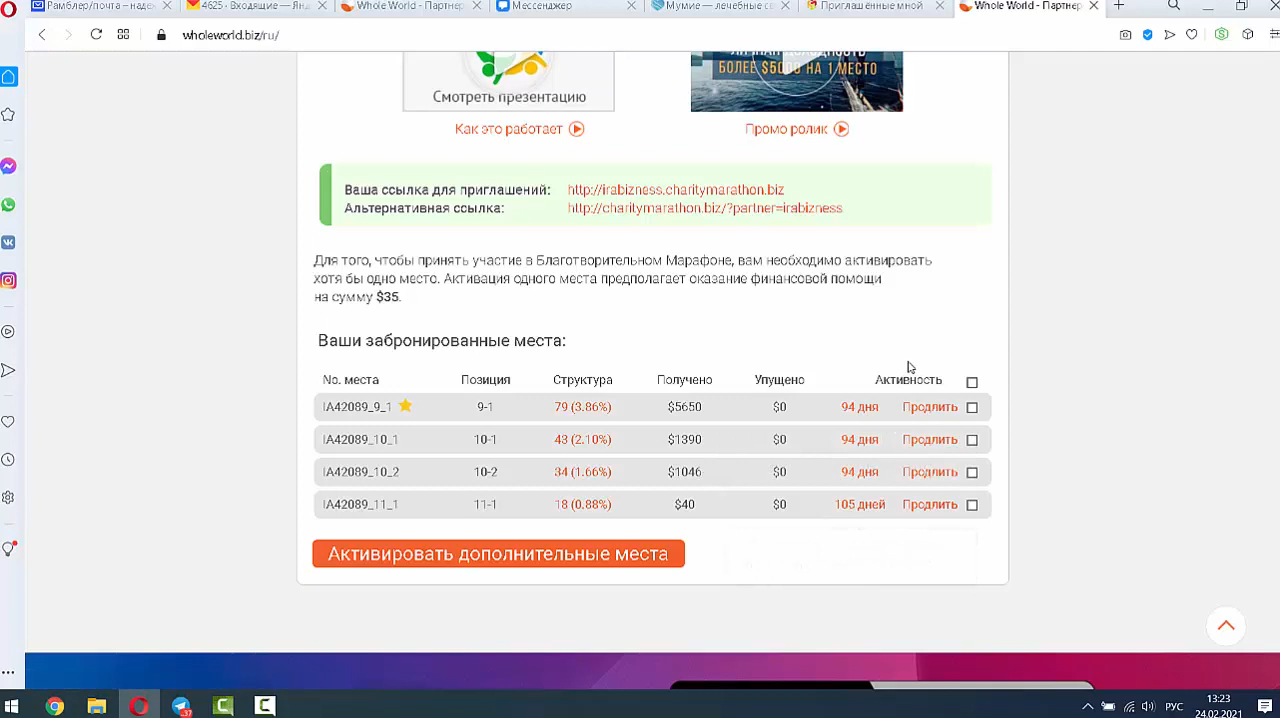 Рамблер/почта – надеж
4625 · Входящие — Янд
Whole World - Партнер
Мессенджер
Мумие — лечебные св
Приглашённые мной
Whole World - Партнер
wholeworld.biz/ru/
Смотреть презентацию
ЛИЧНАЯ ДОХОДНОСТЬ
БОЛЕЕ $5000 НА 1 МЕСТО
Как это работает
Промо ролик
Ваша ссылка для приглашений: http://irabizness.charitymarathon.biz
Альтернативная ссылка: http://charitymarathon.biz/?partner=irabizness
Для того, чтобы принять участие в Благотворительном Марафоне, вам необходимо активировать
хотя бы одно место. Активация одного места предполагает оказание финансовой помощи
на сумму $35.
Ваши забронированные места:
No. места Позиция Структура Получено Упущено Активность
IA42089_9_1 9-1 79 (3.86%) $5650 $0 94 дня Продлить
IA42089_10_1 10-1 43 (2.10%) $1390 $0 94 дня Продлить
IA42089_10_2 10-2 34 (1.66%) $1046 $0 94 дня Продлить
IA42089_11_1 11-1 18 (0.88%) $40 $0 105 дней Продлить
Активировать дополнительные места
37
РУС
13:23
24.02.2021